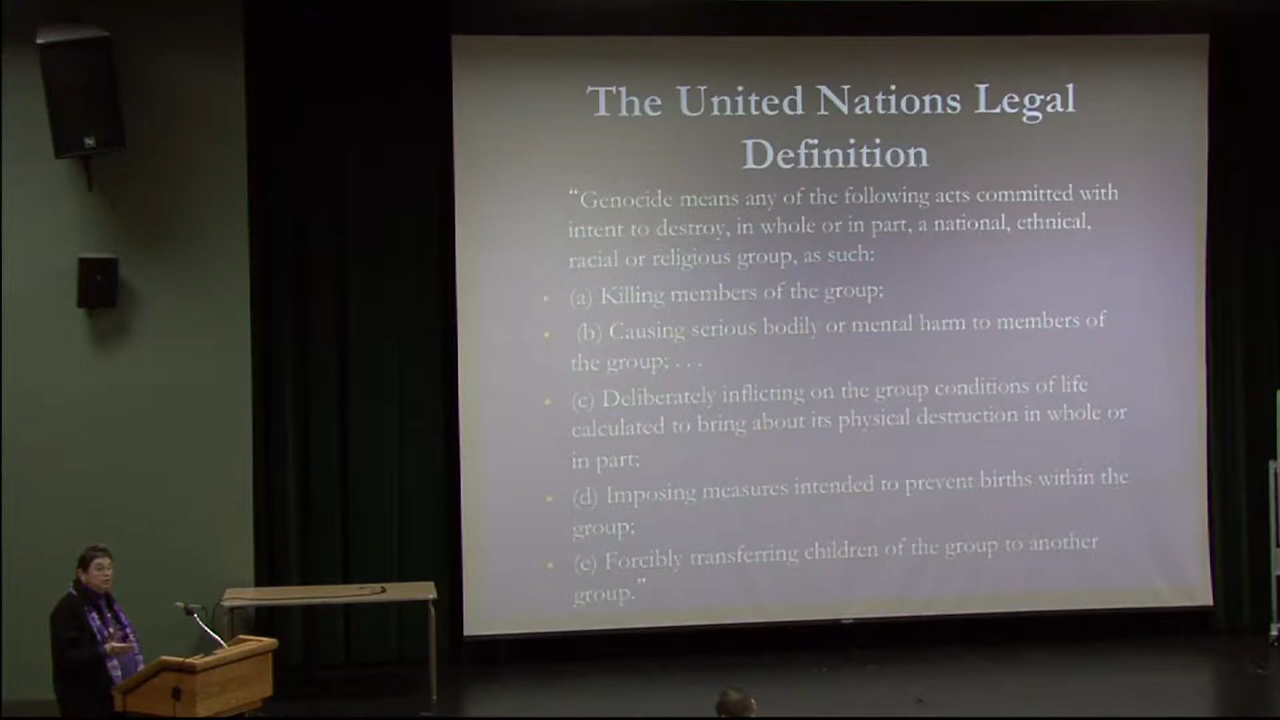 The United Nations Legal
Definition
“Genocide means any of the following acts committed with
intent to destroy, in whole or in part, a national, ethnical,
racial or religious group, as such:
• (a) Killing members of the group;
• (b) Causing serious bodily or mental harm to members of
the group; . . .
• (c) Deliberately inflicting on the group conditions of life
calculated to bring about its physical destruction in whole or
in part;
• (d) Imposing measures intended to prevent births within the
group;
• (e) Forcibly transferring children of the group to another
group.”